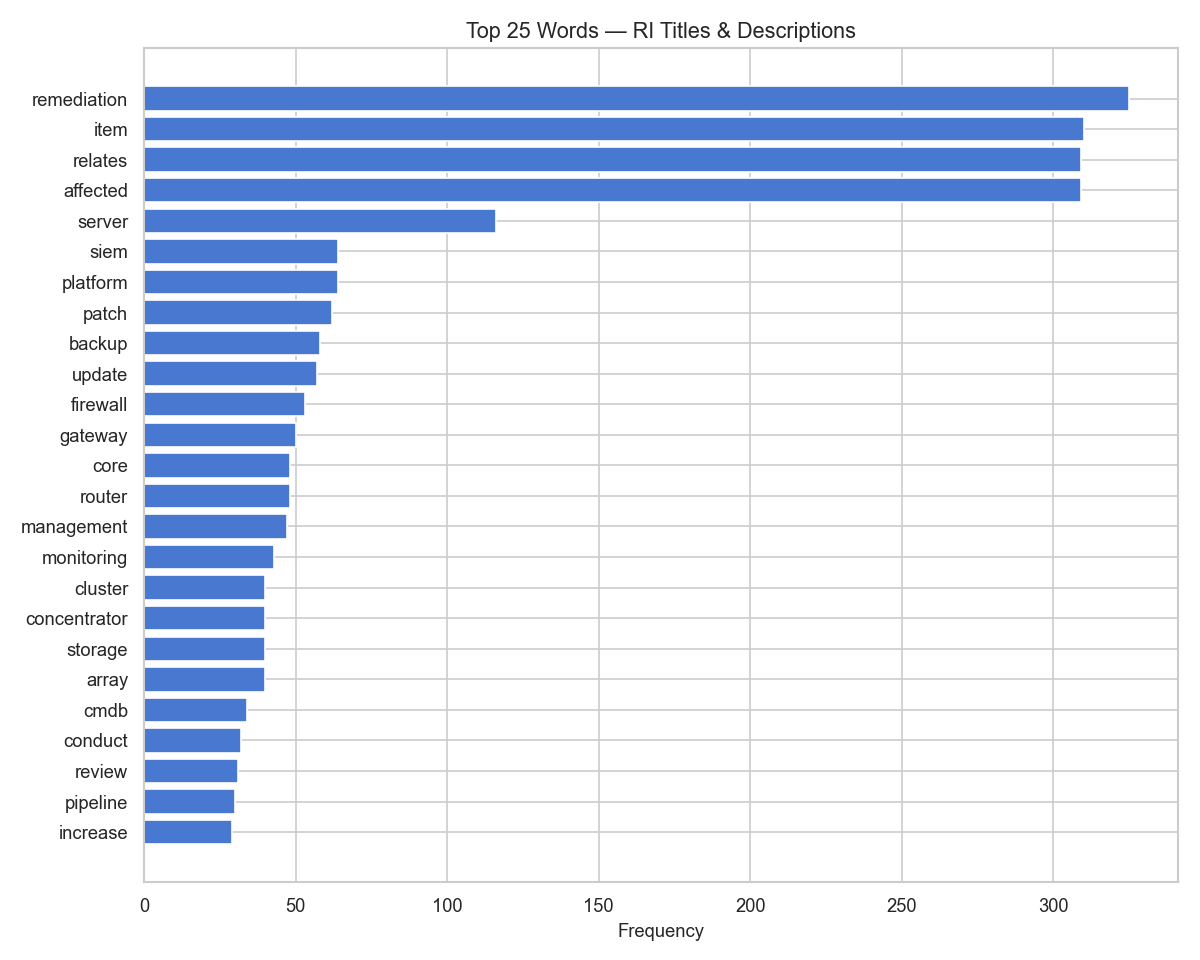 Top 25 Words — RI Titles & Descriptions
remediation
item
relates
affected
server
siem
platform
patch
backup
update
firewall
gateway
core
router
management
monitoring
cluster
concentrator
storage
array
cmdb
conduct
review
pipeline
increase
0 50 100 150 200 250 300
Frequency